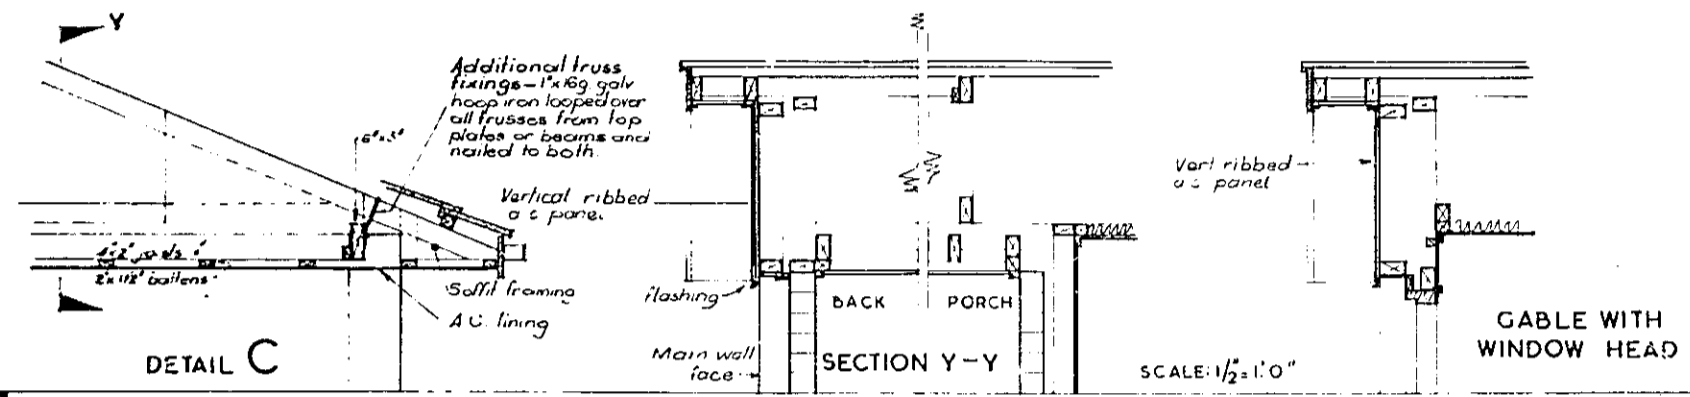 Y
Additional truss
fixings - 1" x 16g. galv
hoop iron looped over
all trusses from top
plates or beams and
nailed to both.
6" x 3"
Vertical ribbed
a c panel
2" x 1 1/2" battens
Soffit framing
A.C. lining
DETAIL C
flashing
BACK PORCH
Main wall
face
SECTION Y-Y
Vert ribbed
a c panel
SCALE: 1/2" = 1'.0"
GABLE WITH
WINDOW HEAD